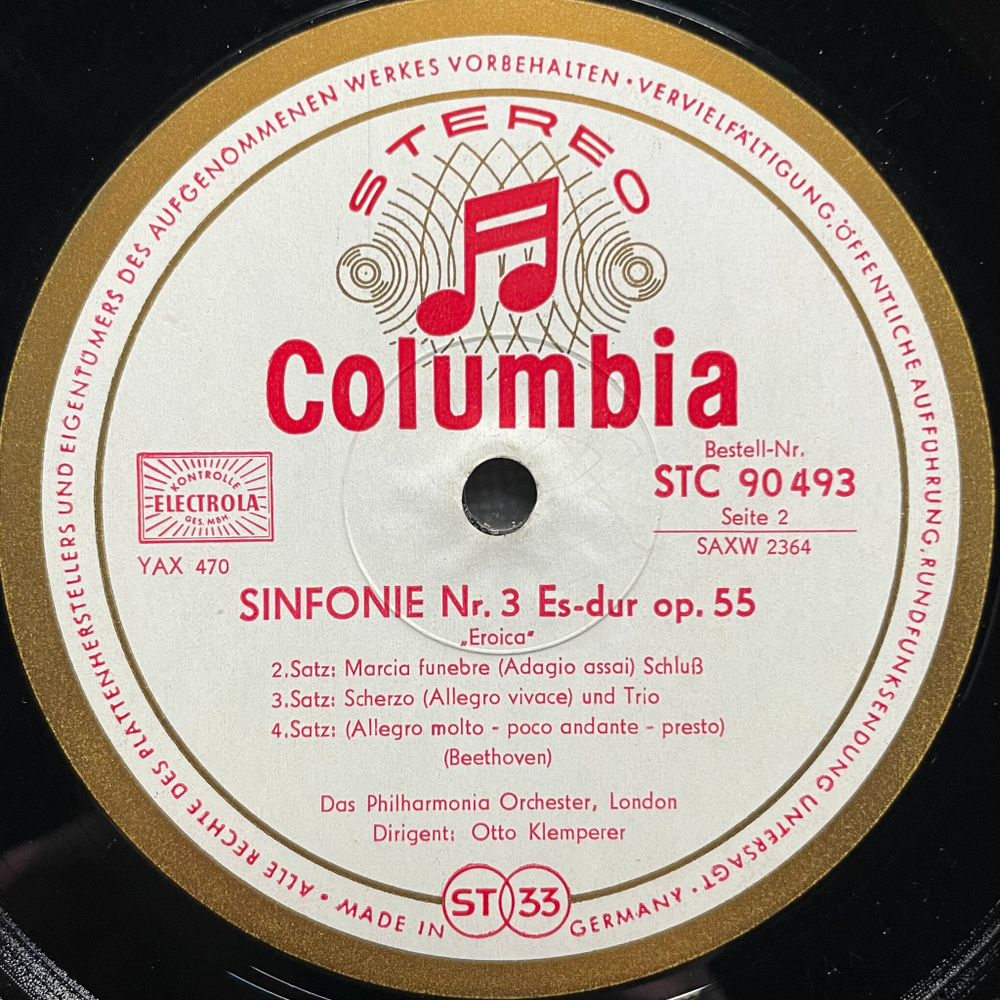 ALLE RECHTE DES PLATTENHERSTELLERS UND EIGENTÜMERS DES AUFGENOMMENEN WERKES VORBEHALTEN • VERVIELFÄLTIGUNG, ÖFFENTLICHE AUFFÜHRUNG, RUNDFUNKSENDUNG UNTERSAGT •
STEREO
Columbia
Bestell-Nr.
STC 90 493
Seite 2
SAXW 2364
KONTROLLE
ELECTROLA
GES. MBH.
YAX 470
SINFONIE Nr. 3 Es-dur op. 55
„Eroica“
2.Satz: Marcia funebre (Adagio assai) Schluß
3.Satz: Scherzo (Allegro vivace) und Trio
4.Satz: (Allegro molto - poco andante - presto)
(Beethoven)
Das Philharmonia Orchester, London
Dirigent: Otto Klemperer
ST 33
• MADE IN GERMANY •